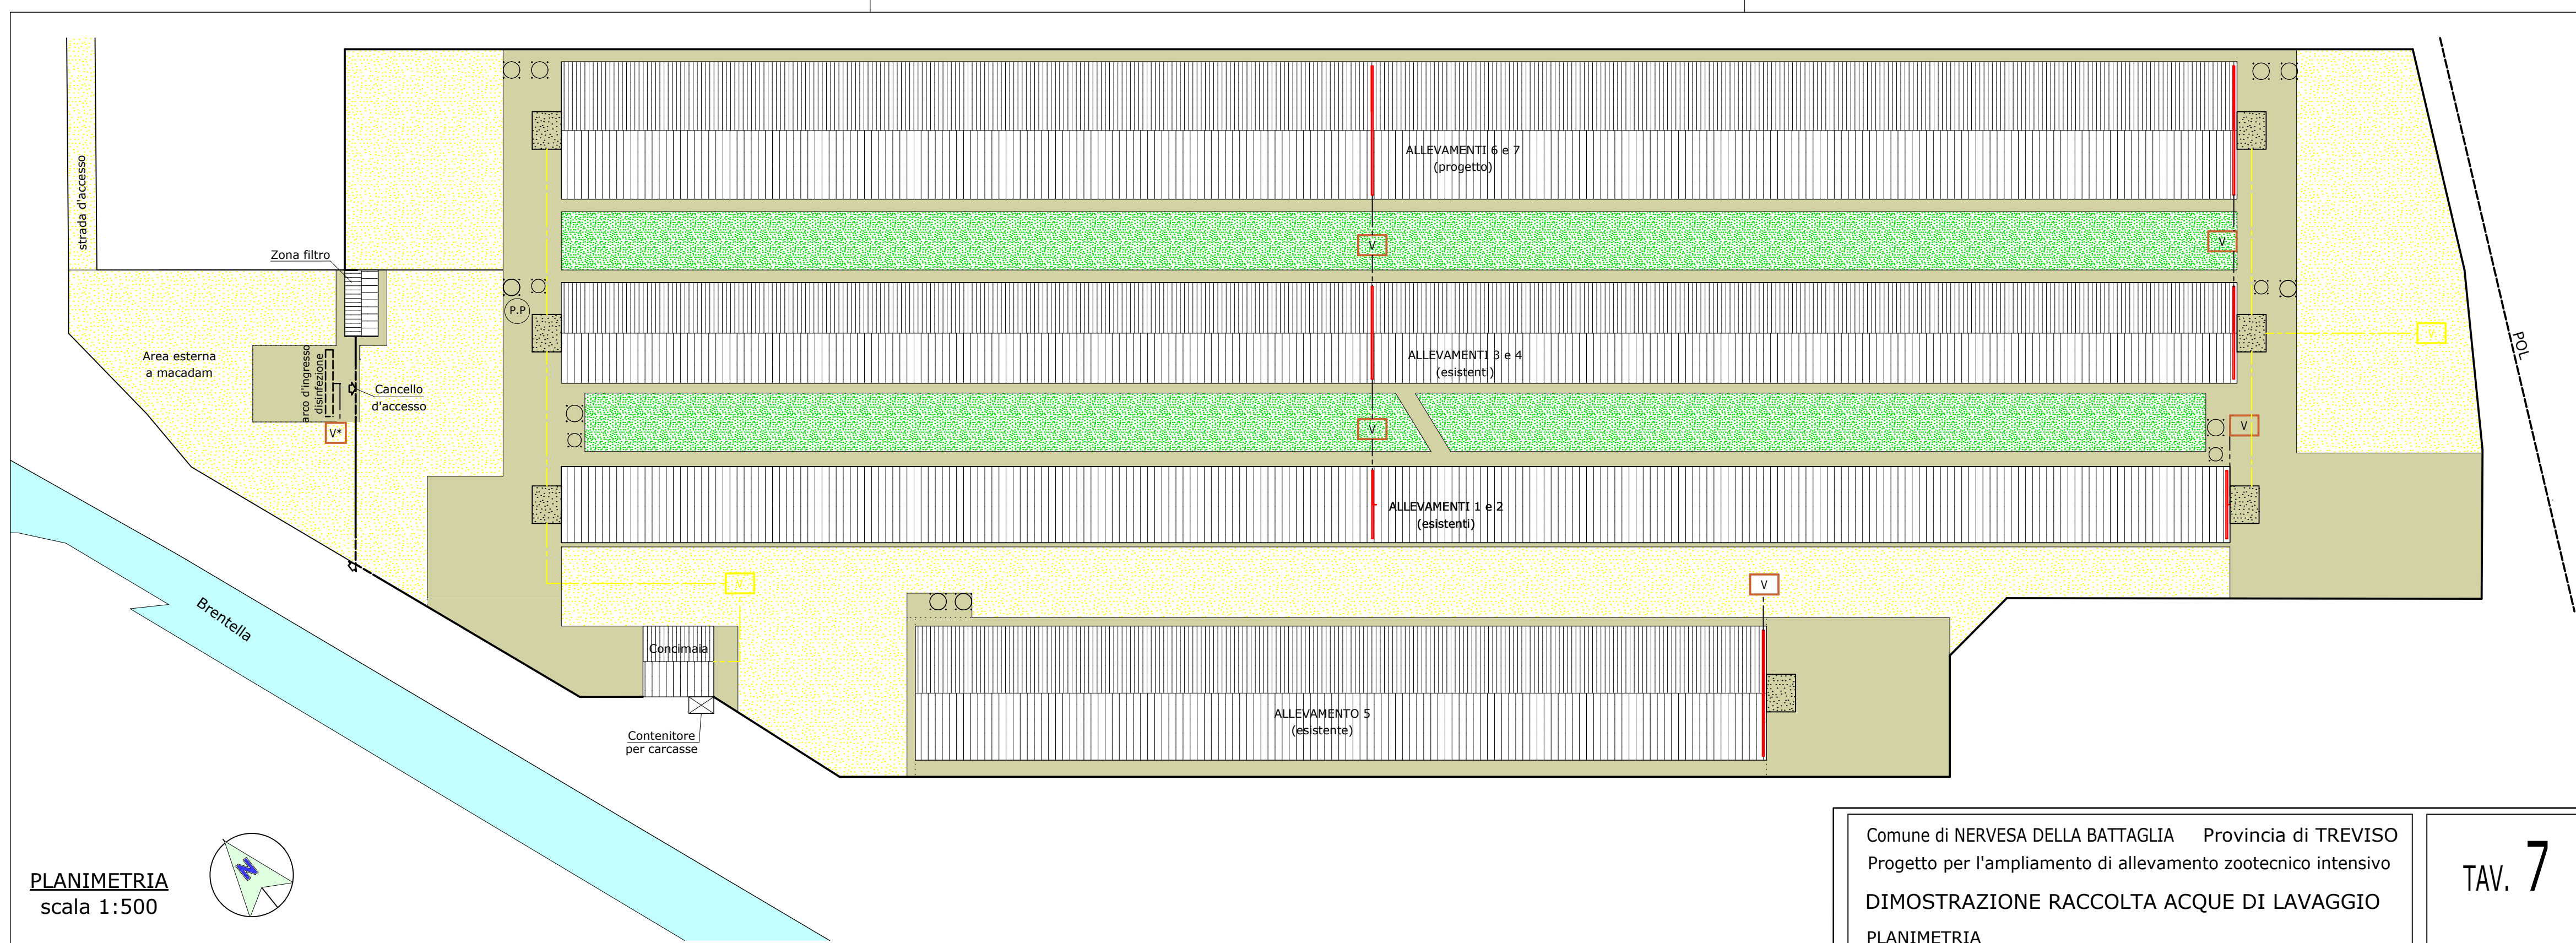 ALLEVAMENTI 6 e 7
(progetto)
strada d'accesso
Zona filtro
V
V
P.P
Area esterna
a macadam
arco d'ingresso
disinfezione
Cancello
d'accesso
V*
ALLEVAMENTI 3 e 4
(esistenti)
V
POL
V
V
ALLEVAMENTI 1 e 2
(esistenti)
V
V
Brentella
Concimaia
Contenitore
per carcasse
ALLEVAMENTO 5
(esistente)
PLANIMETRIA
scala 1:500
N
Comune di NERVESA DELLA BATTAGLIA Provincia di TREVISO
Progetto per l'ampliamento di allevamento zootecnico intensivo
DIMOSTRAZIONE RACCOLTA ACQUE DI LAVAGGIO
PLANIMETRIA
TAV. 7